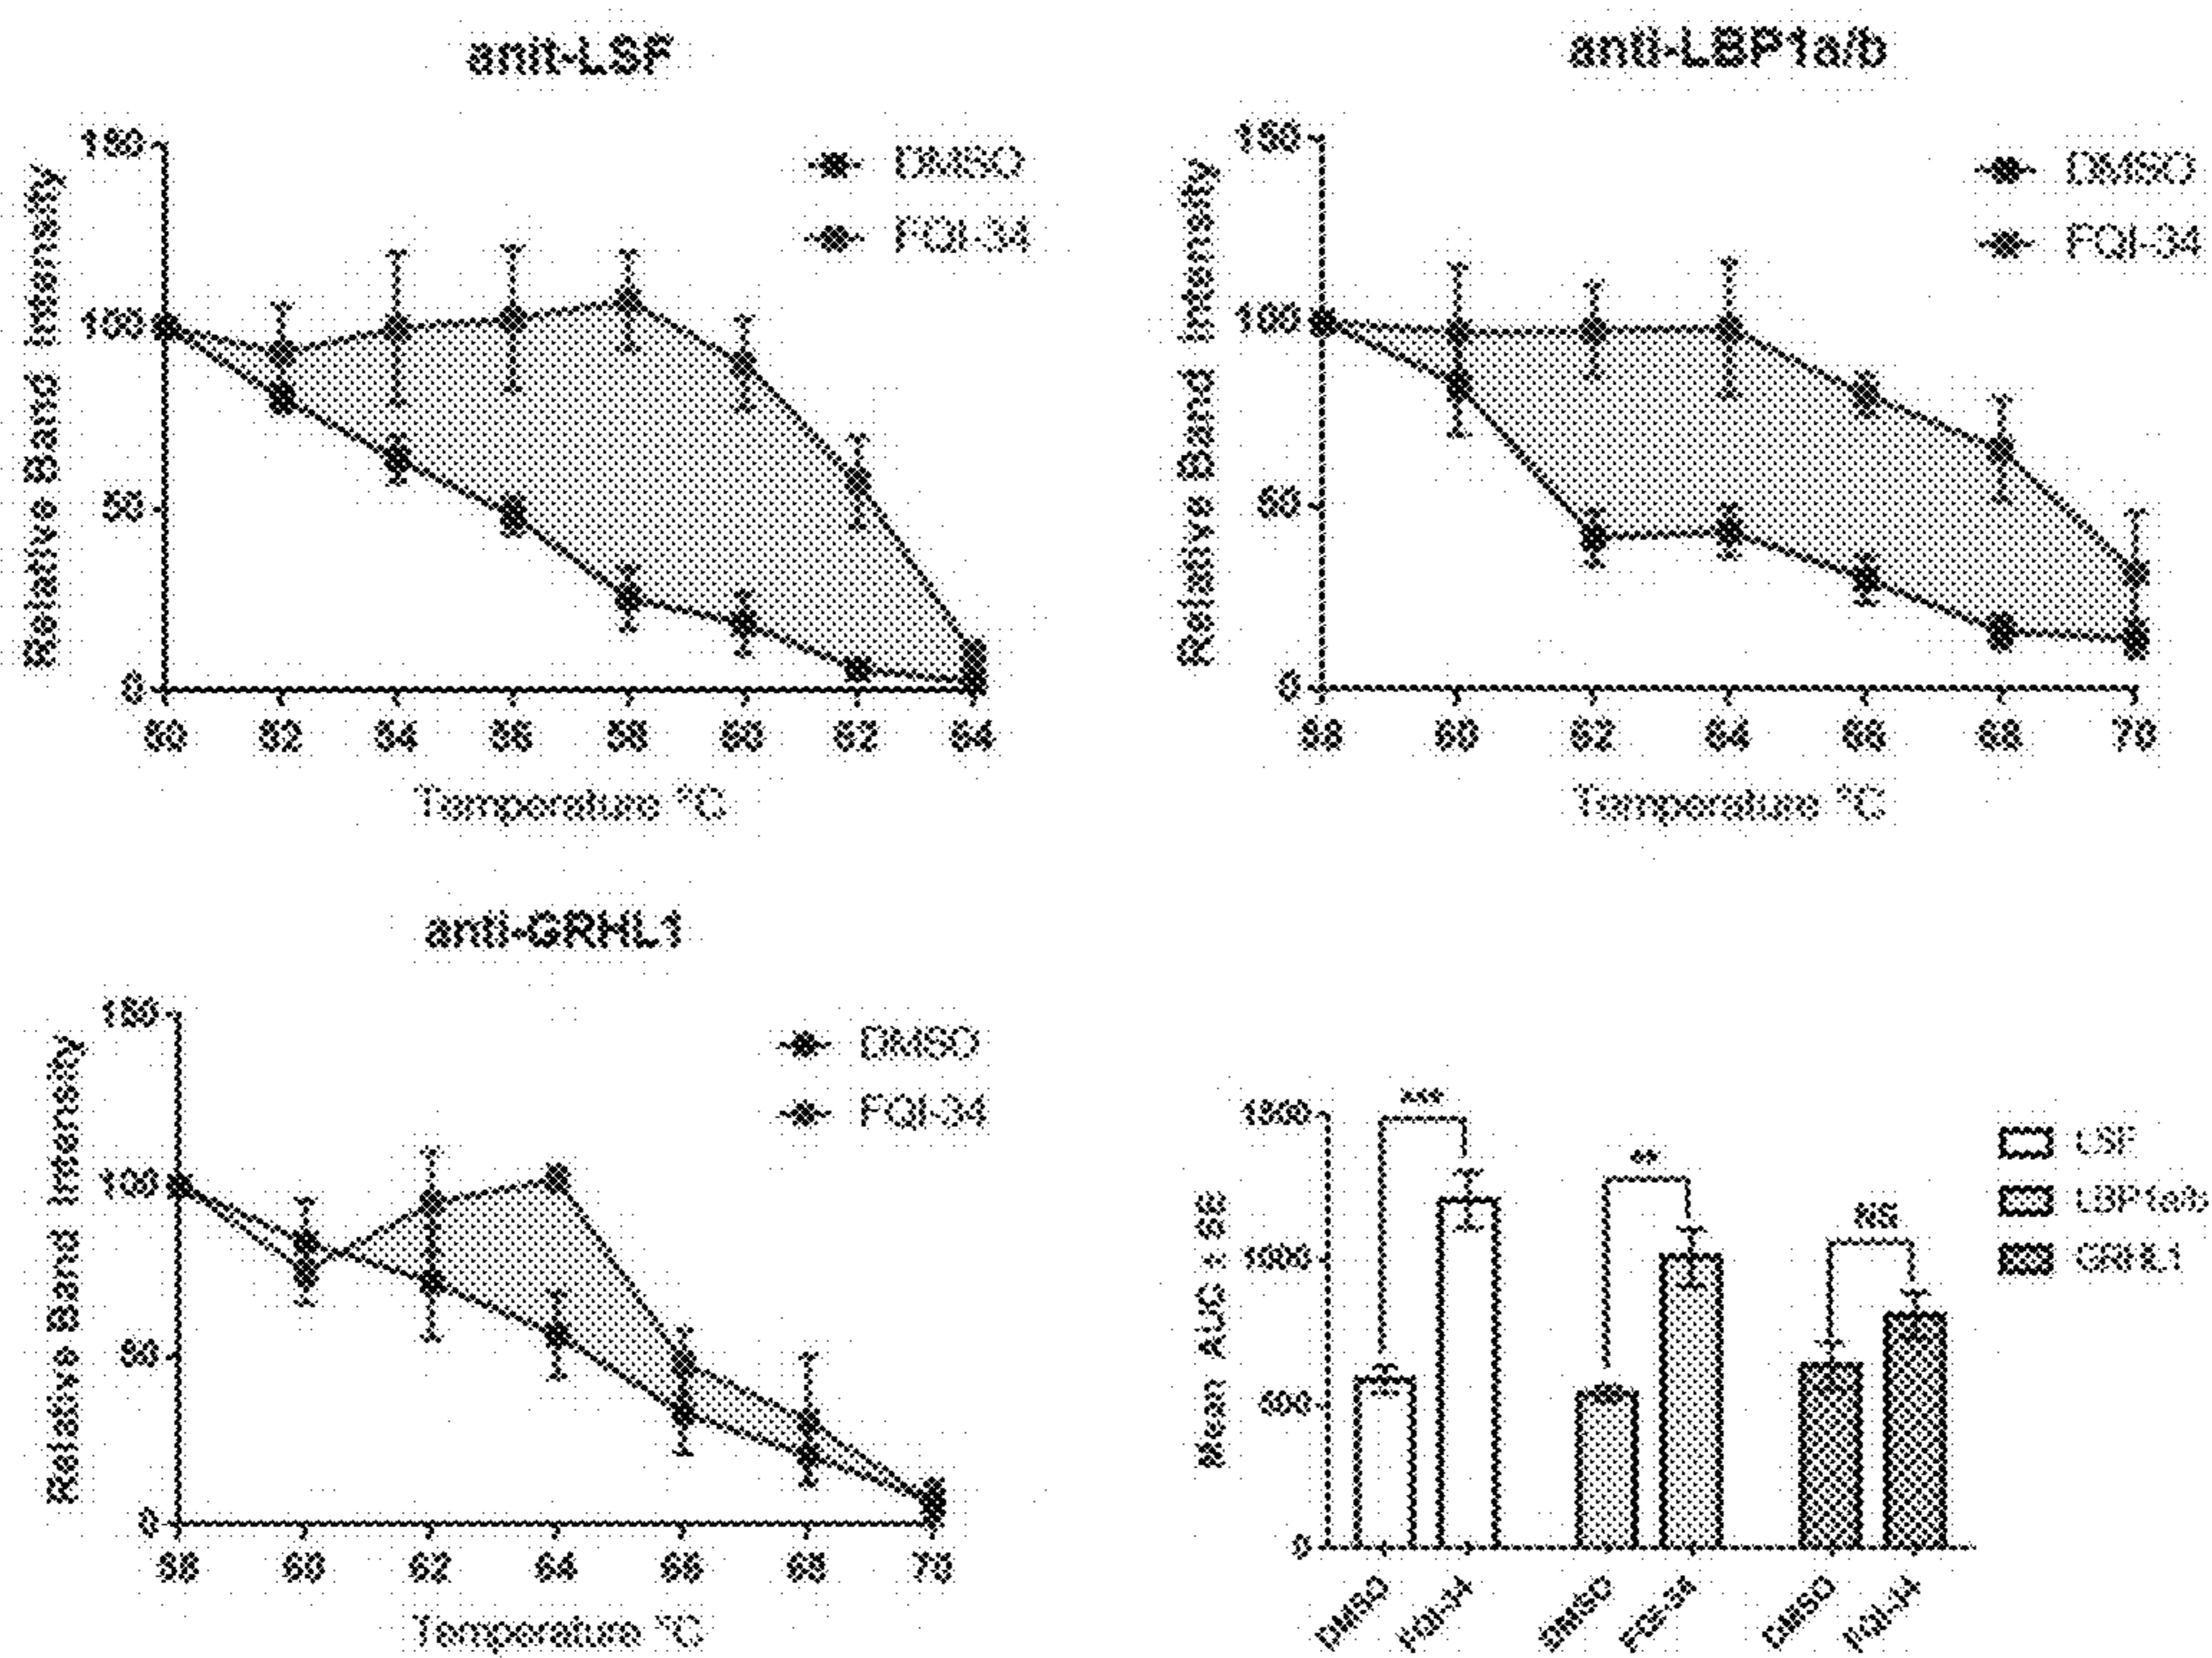 anit-LSF
150
100
50
0
Relative Band Intensity
DMSO
FQI-34
50 52 54 56 58 60 62 64
Temperature °C
anti-LBP1a/b
150
100
50
0
Relative Band Intensity
DMSO
FQI-34
58 60 62 64 66 68 70
Temperature °C
anti-GRHL1
150
100
50
0
Relative Band Intensity
DMSO
FQI-34
58 60 62 64 66 68 70
Temperature °C
1500
1000
500
0
Mean AUC ± SE
***
**
NS
LSF
LBP1a/b
GRHL1
DMSO FQI-34 DMSO FQI-34 DMSO FQI-34